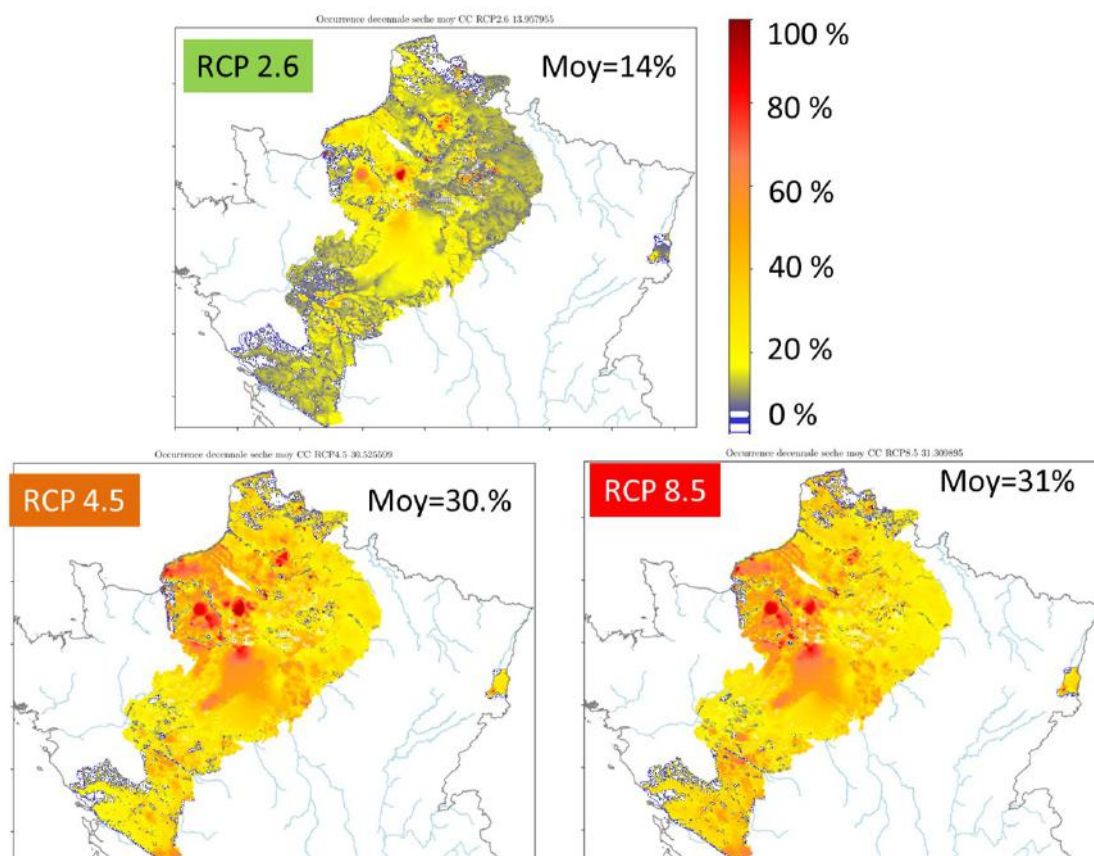 Occurrence decennale seche moy CC RCP2.6 13.957955
RCP 2.6
Moy=14%
100 %
80 %
60 %
40 %
20 %
0 %
Occurrence decennale seche moy CC RCP4.5 30.525599
RCP 4.5
Moy=30.%
Occurrence decennale seche moy CC RCP8.5 31.309895
RCP 8.5
Moy=31%